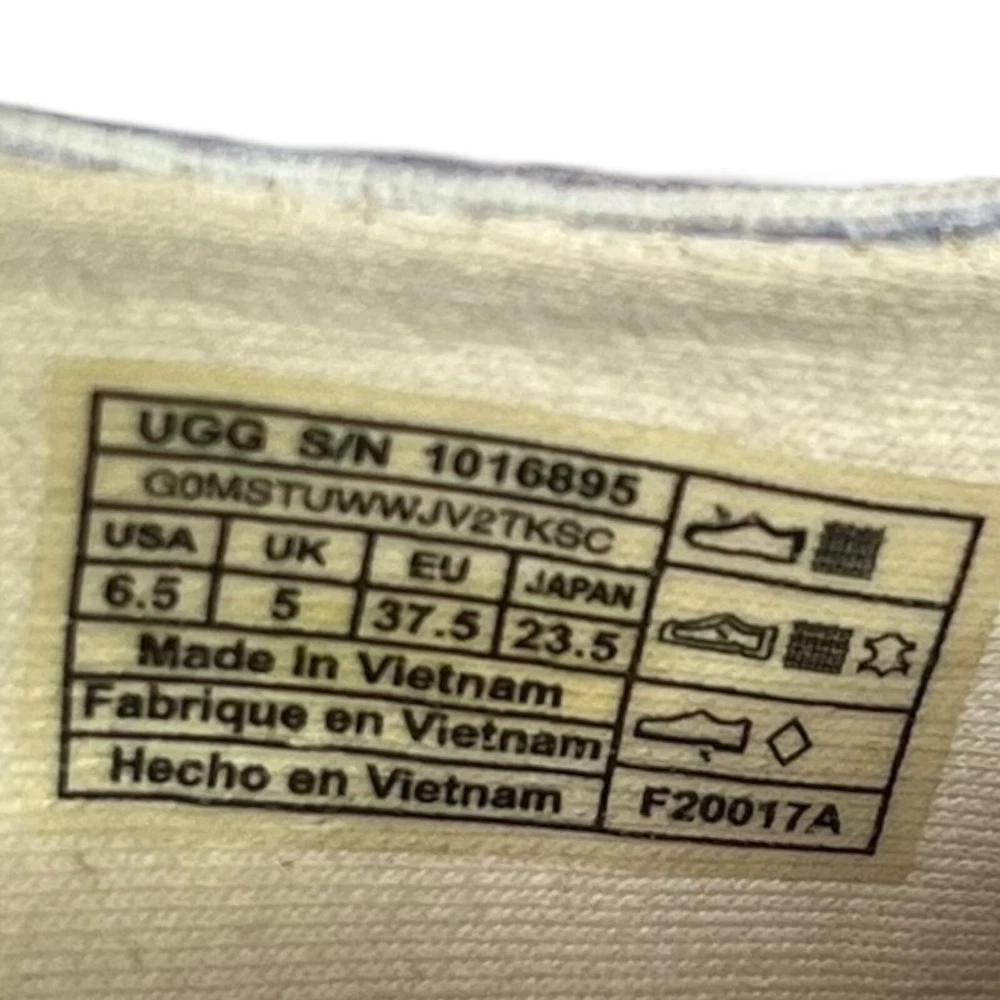 UGG S/N 1016895
G0MSTUWWJV2TKSC
USA UK EU JAPAN
6.5 5 37.5 23.5
Made in Vietnam
Fabrique en Vietnam
Hecho en Vietnam
F20017A